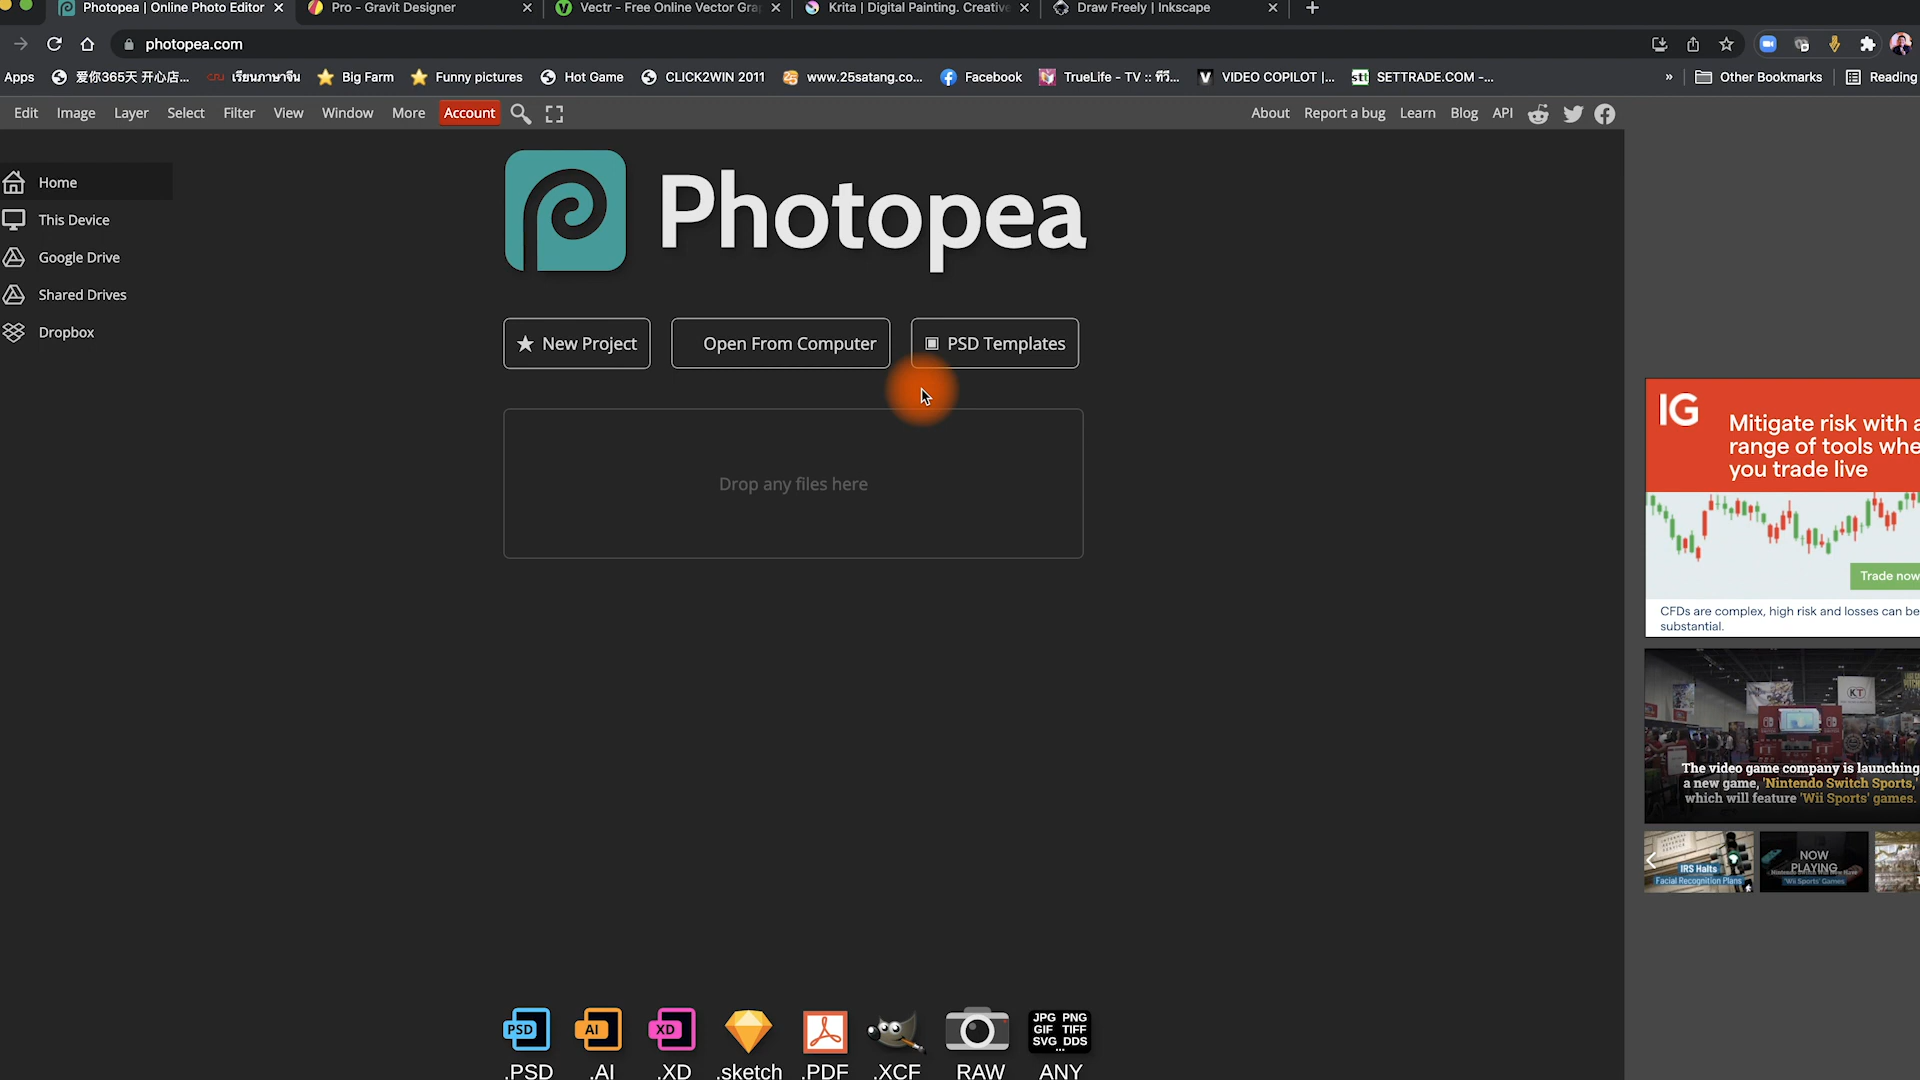 Photopea | Online Photo Editor
Pro - Gravit Designer
Vectr - Free Online Vector Gra
Krita | Digital Painting. Creative
Draw Freely | Inkscape
photopea.com
Apps
爱你365天 开心店...
เรียนภาษาจีน
Big Farm
Funny pictures
Hot Game
CLICK2WIN 2011
www.25satang.co...
Facebook
TrueLife - TV :: ทีวี...
VIDEO COPILOT |...
stt SETTRADE.COM -...
»
Other Bookmarks
Reading
Edit Image Layer Select Filter View Window More Account
About Report a bug Learn Blog API
Home
This Device
Google Drive
Shared Drives
Dropbox
Photopea
New Project
Open From Computer
PSD Templates
Drop any files here
IG
Mitigate risk with a
range of tools whe
you trade live
Trade now
CFDs are complex, high risk and losses can be
substantial.
KT
The video game company is launching
a new game, 'Nintendo Switch Sports,'
which will feature 'Wii Sports' games.
IRS Halts
Facial Recognition Plans
NOW
PLAYING
'Wii Sports' Games
PSD
AI
XD
JPG PNG
GIF TIFF
SVG DDS
...
.PSD
.AI
.XD
.sketch
.PDF
.XCF
RAW
ANY